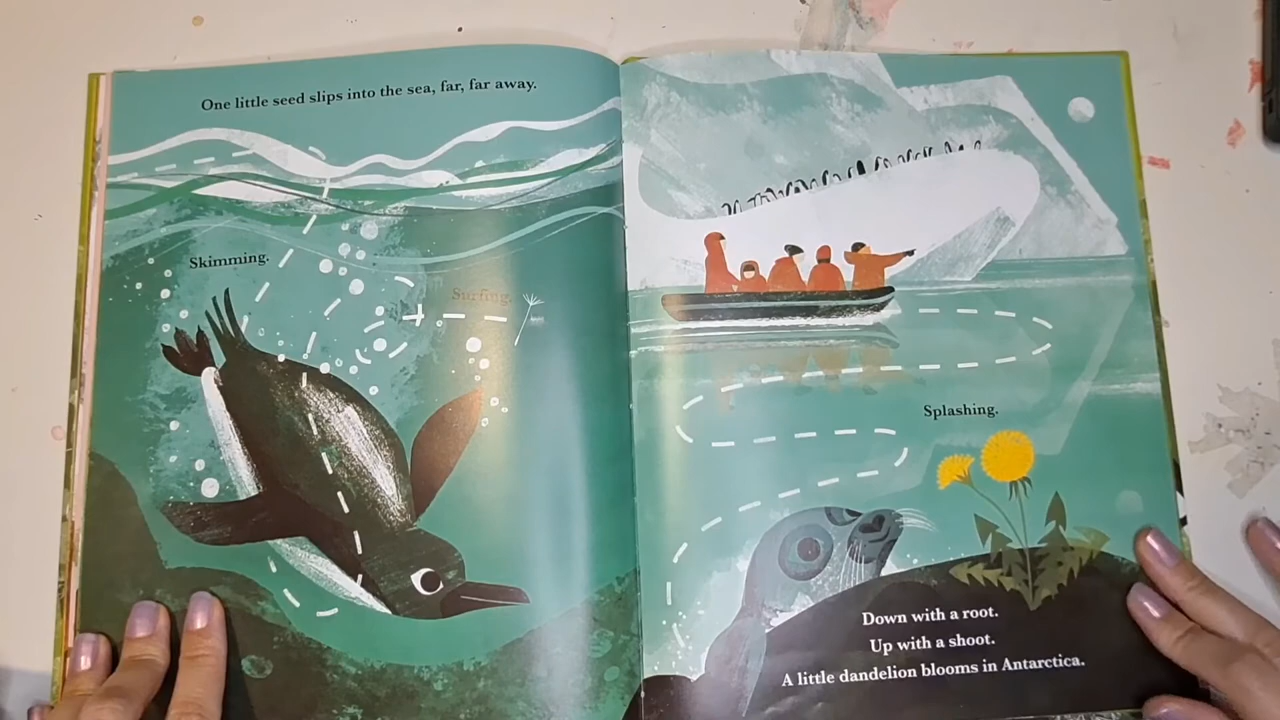 One little seed slips into the sea, far, far away.
Skimming.
Surfing.
Splashing.
Down with a root.
Up with a shoot.
A little dandelion blooms in Antarctica.